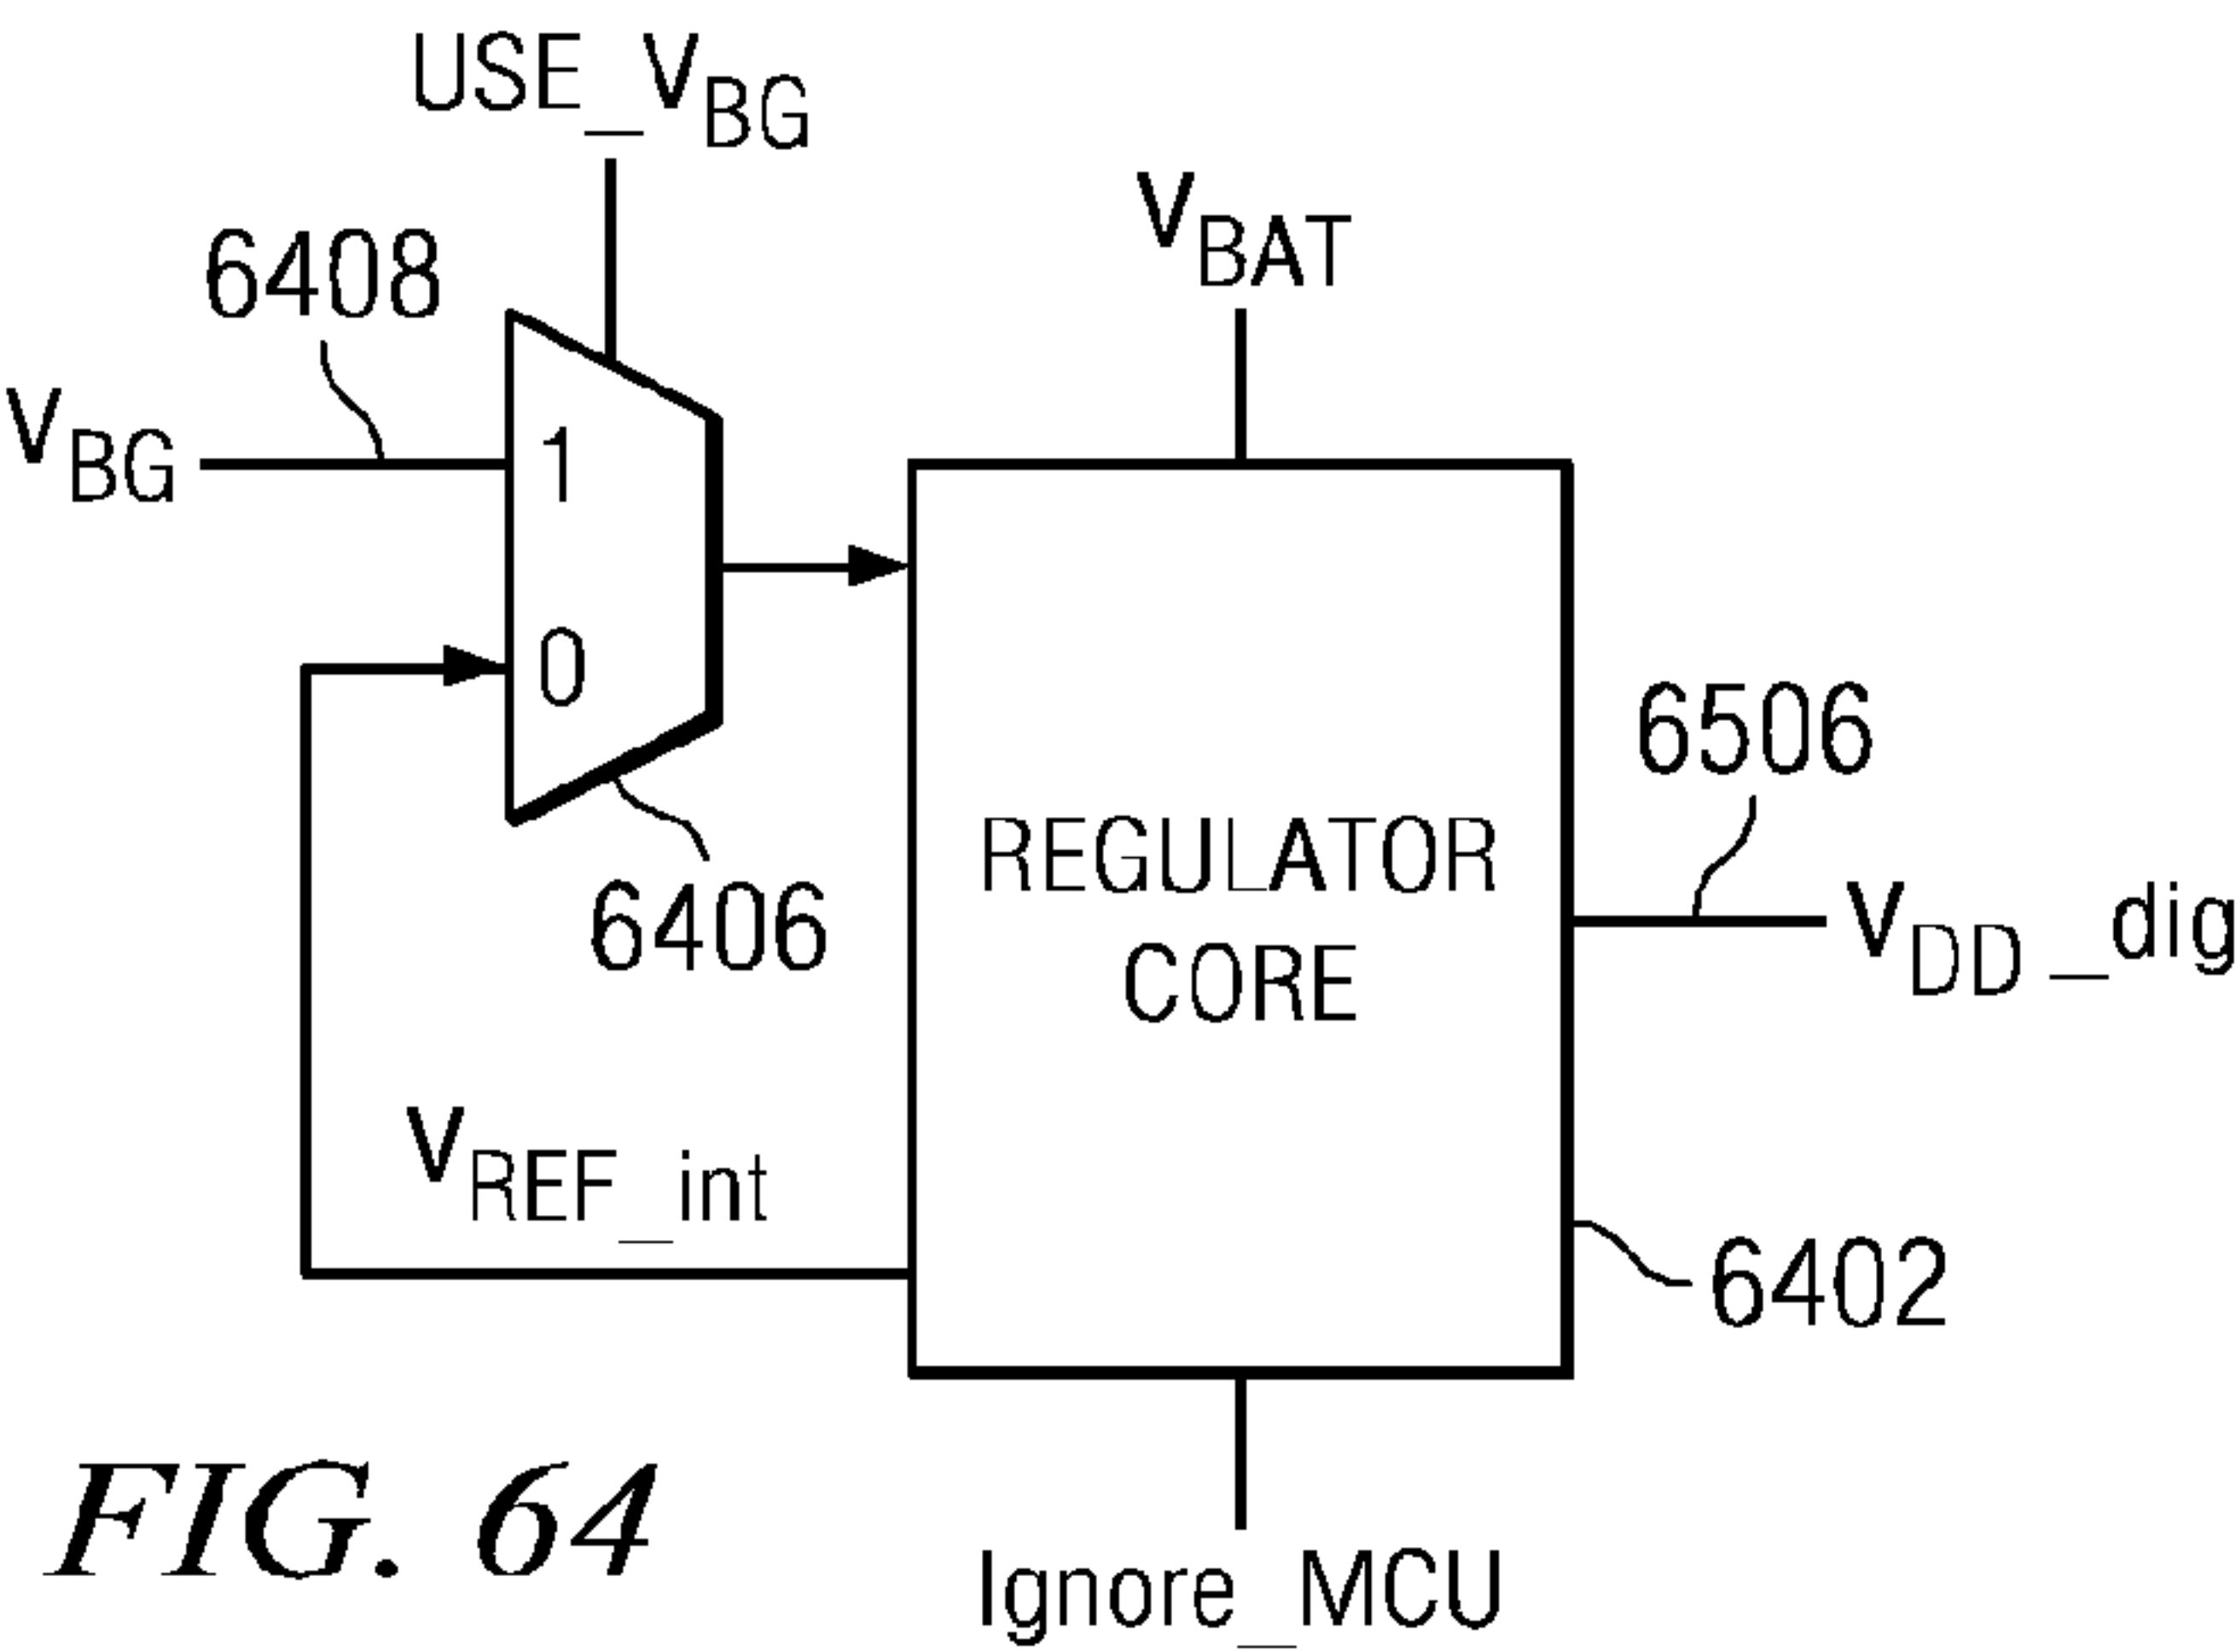 USE_VBG
VBAT
6408
VBG
1
0
6506
REGULATOR
CORE
VDD_dig
6406
VREF_int
6402
FIG. 64
Ignore_MCU